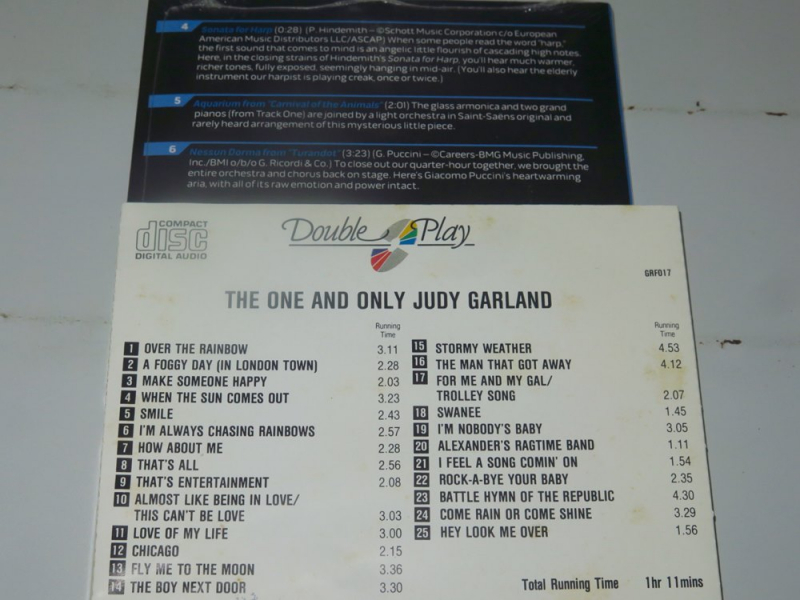 4 Sonata for Harp (0:28) (P. Hindemith – ©Schott Music Corporation c/o European
American Music Distributors LLC/ASCAP) When some people read the word "harp,"
the first sound that comes to mind is an angelic little flourish of cascading high notes.
Here, in the closing strains of Hindemith's Sonata for Harp, you'll hear much warmer,
richer tones, fully exposed, seemingly hanging in mid-air. (You'll also hear the elderly
instrument our harpist is playing creak, once or twice.)
5 Aquarium from "Carnival of the Animals" (2:01) The glass armonica and two grand
pianos (from Track One) are joined by a light orchestra in Saint-Saëns original and
rarely heard arrangement of this mysterious little piece.
6 Nessun Dorma from "Turandot" (3:23) (G. Puccini – ©Careers-BMG Music Publishing,
Inc./BMI o/b/o G. Ricordi & Co.) To close out our quarter-hour together, we brought the
entire orchestra and chorus back on stage. Here's Giacomo Puccini's heartwarming
aria, with all of its raw emotion and power intact.
COMPACT
disc
DIGITAL AUDIO
Double Play
GRF017
THE ONE AND ONLY JUDY GARLAND
Running
Time
1 OVER THE RAINBOW 3.11
2 A FOGGY DAY (IN LONDON TOWN) 2.28
3 MAKE SOMEONE HAPPY 2.03
4 WHEN THE SUN COMES OUT 3.23
5 SMILE 2.43
6 I'M ALWAYS CHASING RAINBOWS 2.57
7 HOW ABOUT ME 2.28
8 THAT'S ALL 2.56
9 THAT'S ENTERTAINMENT 2.08
10 ALMOST LIKE BEING IN LOVE/
THIS CAN'T BE LOVE 3.03
11 LOVE OF MY LIFE 3.00
12 CHICAGO 2.15
13 FLY ME TO THE MOON 3.36
14 THE BOY NEXT DOOR 3.30
Running
Time
15 STORMY WEATHER 4.53
16 THE MAN THAT GOT AWAY 4.12
17 FOR ME AND MY GAL/
TROLLEY SONG 2.07
18 SWANEE 1.45
19 I'M NOBODY'S BABY 3.05
20 ALEXANDER'S RAGTIME BAND 1.11
21 I FEEL A SONG COMIN' ON 1.54
22 ROCK-A-BYE YOUR BABY 2.35
23 BATTLE HYMN OF THE REPUBLIC 4.30
24 COME RAIN OR COME SHINE 3.29
25 HEY LOOK ME OVER 1.56
Total Running Time 1hr 11mins